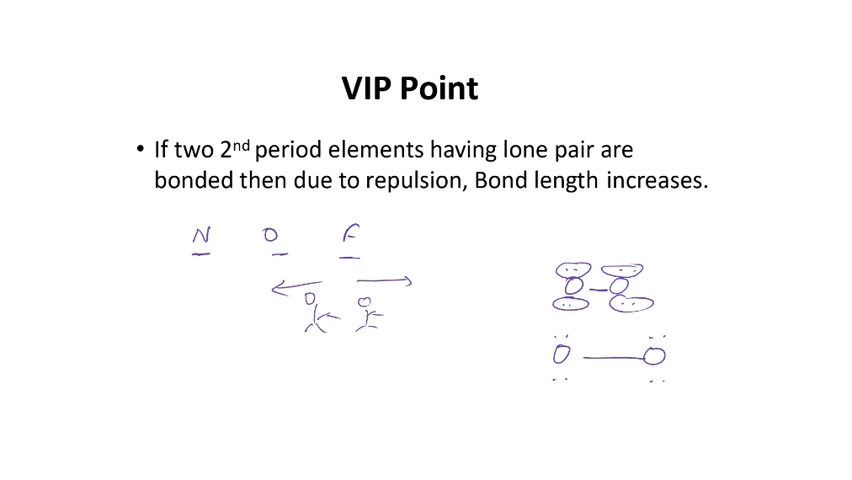 VIP Point
• If two 2nd period elements having lone pair are
bonded then due to repulsion, Bond length increases.
N O F
O - O
O — O